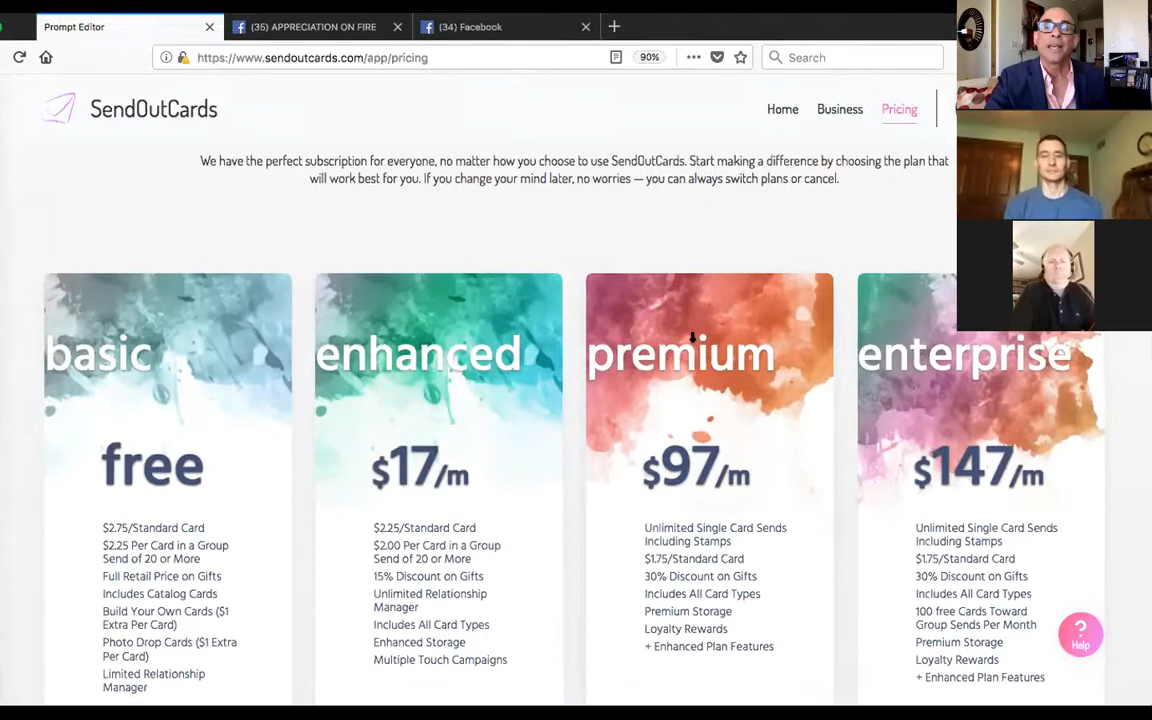 Prompt Editor
(35) APPRECIATION ON FIRE
(34) Facebook
https://www.sendoutcards.com/app/pricing
90%
Search
SendOutCards
Home
Business
Pricing
We have the perfect subscription for everyone, no matter how you choose to use SendOutCards. Start making a difference by choosing the plan that
will work best for you. If you change your mind later, no worries — you can always switch plans or cancel.
basic
free
$2.75/Standard Card
$2.25 Per Card in a Group
Send of 20 or More
Full Retail Price on Gifts
Includes Catalog Cards
Build Your Own Cards ($1
Extra Per Card)
Photo Drop Cards ($1 Extra
Per Card)
Limited Relationship
Manager
enhanced
$17/m
$2.25/Standard Card
$2.00 Per Card in a Group
Send of 20 or More
15% Discount on Gifts
Unlimited Relationship
Manager
Includes All Card Types
Enhanced Storage
Multiple Touch Campaigns
premium
$97/m
Unlimited Single Card Sends
Including Stamps
$1.75/Standard Card
30% Discount on Gifts
Includes All Card Types
Premium Storage
Loyalty Rewards
+ Enhanced Plan Features
enterprise
$147/m
Unlimited Single Card Sends
Including Stamps
$1.75/Standard Card
30% Discount on Gifts
Includes All Card Types
100 free Cards Toward
Group Sends Per Month
Premium Storage
Loyalty Rewards
+ Enhanced Plan Features
?
Help